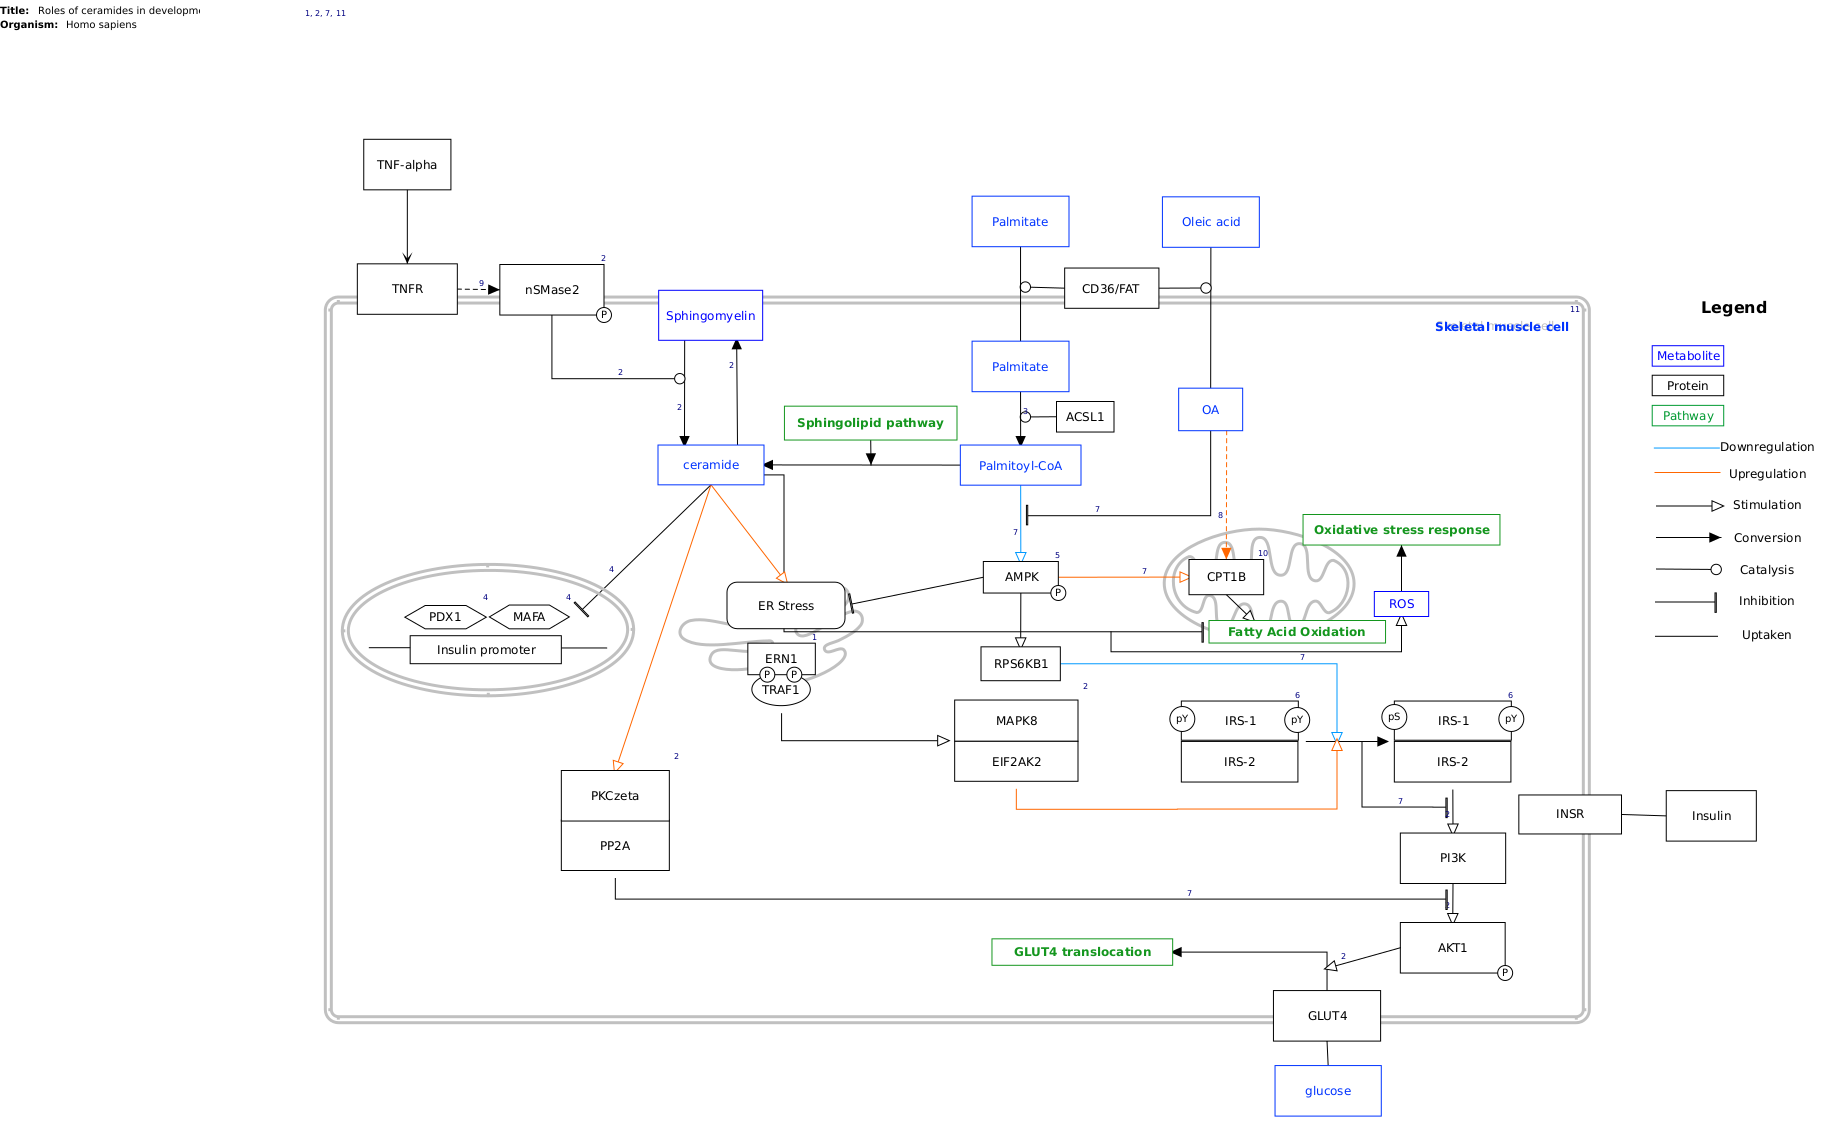 Title: Roles of ceramides in developme
Organism: Homo sapiens
1, 2, 7, 11
TNF-alpha
Palmitate
Oleic acid
TNFR
9
nSMase2
2
P
CD36/FAT
Sphingomyelin
11
Skeletal muscle cell
Legend
Metabolite
Protein
Pathway
Downregulation
Upregulation
Stimulation
Conversion
Catalysis
Inhibition
Uptaken
2
2
2
Palmitate
3
ACSL1
OA
Sphingolipid pathway
ceramide
Palmitoyl-CoA
7
7
8
Oxidative stress response
4
5
AMPK
P
7
10
CPT1B
ROS
ER Stress
4
4
PDX1
MAFA
Insulin promoter
Fatty Acid Oxidation
1
ERN1
P
P
TRAF1
RPS6KB1
7
2
MAPK8
EIF2AK2
6
pY
IRS-1
pY
IRS-2
6
pS
IRS-1
pY
IRS-2
2
PKCzeta
PP2A
7
INSR
Insulin
PI3K
7
AKT1
P
2
GLUT4 translocation
GLUT4
glucose